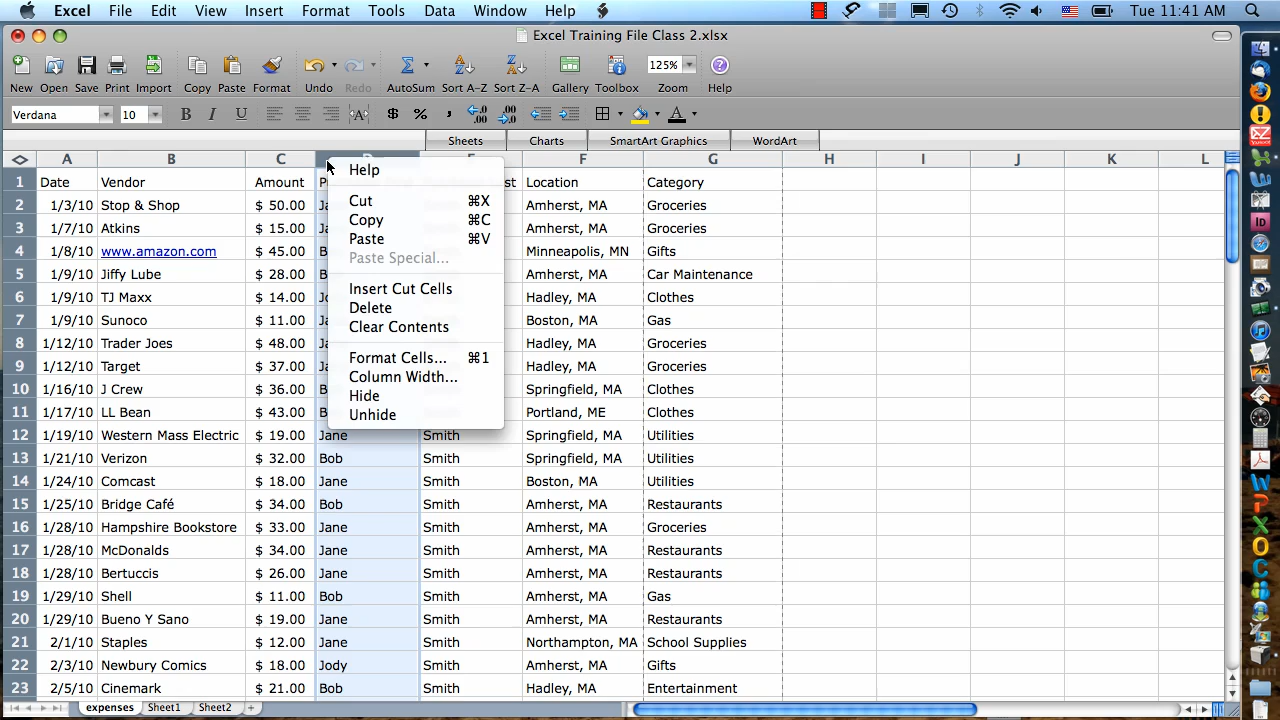 Excel File Edit View Insert Format Tools Data Window Help Tue 11:41 AM
Excel Training File Class 2.xlsx
125%
New Open Save Print Import Copy Paste Format Undo Redo AutoSum Sort A-Z Sort Z-A Gallery Toolbox Zoom Help
Verdana 10 B I U $ %
Sheets Charts SmartArt Graphics WordArt
A B C F G H I J K L
1 Date Vendor Amount Location Category
2 1/3/10 Stop & Shop $ 50.00 Amherst, MA Groceries
3 1/7/10 Atkins $ 15.00 Amherst, MA Groceries
4 1/8/10 www.amazon.com $ 45.00 Minneapolis, MN Gifts
5 1/9/10 Jiffy Lube $ 28.00 Amherst, MA Car Maintenance
6 1/9/10 TJ Maxx $ 14.00 Hadley, MA Clothes
7 1/9/10 Sunoco $ 11.00 Boston, MA Gas
8 1/12/10 Trader Joes $ 48.00 Hadley, MA Groceries
9 1/12/10 Target $ 37.00 Hadley, MA Groceries
10 1/16/10 J Crew $ 36.00 Springfield, MA Clothes
11 1/17/10 LL Bean $ 43.00 Portland, ME Clothes
12 1/19/10 Western Mass Electric $ 19.00 Jane Smith Springfield, MA Utilities
13 1/21/10 Verizon $ 32.00 Bob Smith Springfield, MA Utilities
14 1/24/10 Comcast $ 18.00 Jane Smith Boston, MA Utilities
15 1/25/10 Bridge Café $ 34.00 Bob Smith Amherst, MA Restaurants
16 1/28/10 Hampshire Bookstore $ 33.00 Jane Smith Amherst, MA Groceries
17 1/28/10 McDonalds $ 40.00 Jane Smith Amherst, MA Restaurants
18 1/28/10 Bertuccis $ 26.00 Jane Smith Amherst, MA Restaurants
19 1/29/10 Shell $ 11.00 Bob Smith Amherst, MA Gas
20 1/29/10 Bueno Y Sano $ 19.00 Jane Smith Amherst, MA Restaurants
21 2/1/10 Staples $ 12.00 Jane Smith Northampton, MA School Supplies
22 2/3/10 Newbury Comics $ 18.00 Jody Smith Amherst, MA Gifts
23 2/5/10 Cinemark $ 21.00 Bob Smith Hadley, MA Entertainment
Help
Cut ⌘X
Copy ⌘C
Paste ⌘V
Paste Special...
Insert Cut Cells
Delete
Clear Contents
Format Cells... ⌘1
Column Width...
Hide
Unhide
expenses Sheet1 Sheet2